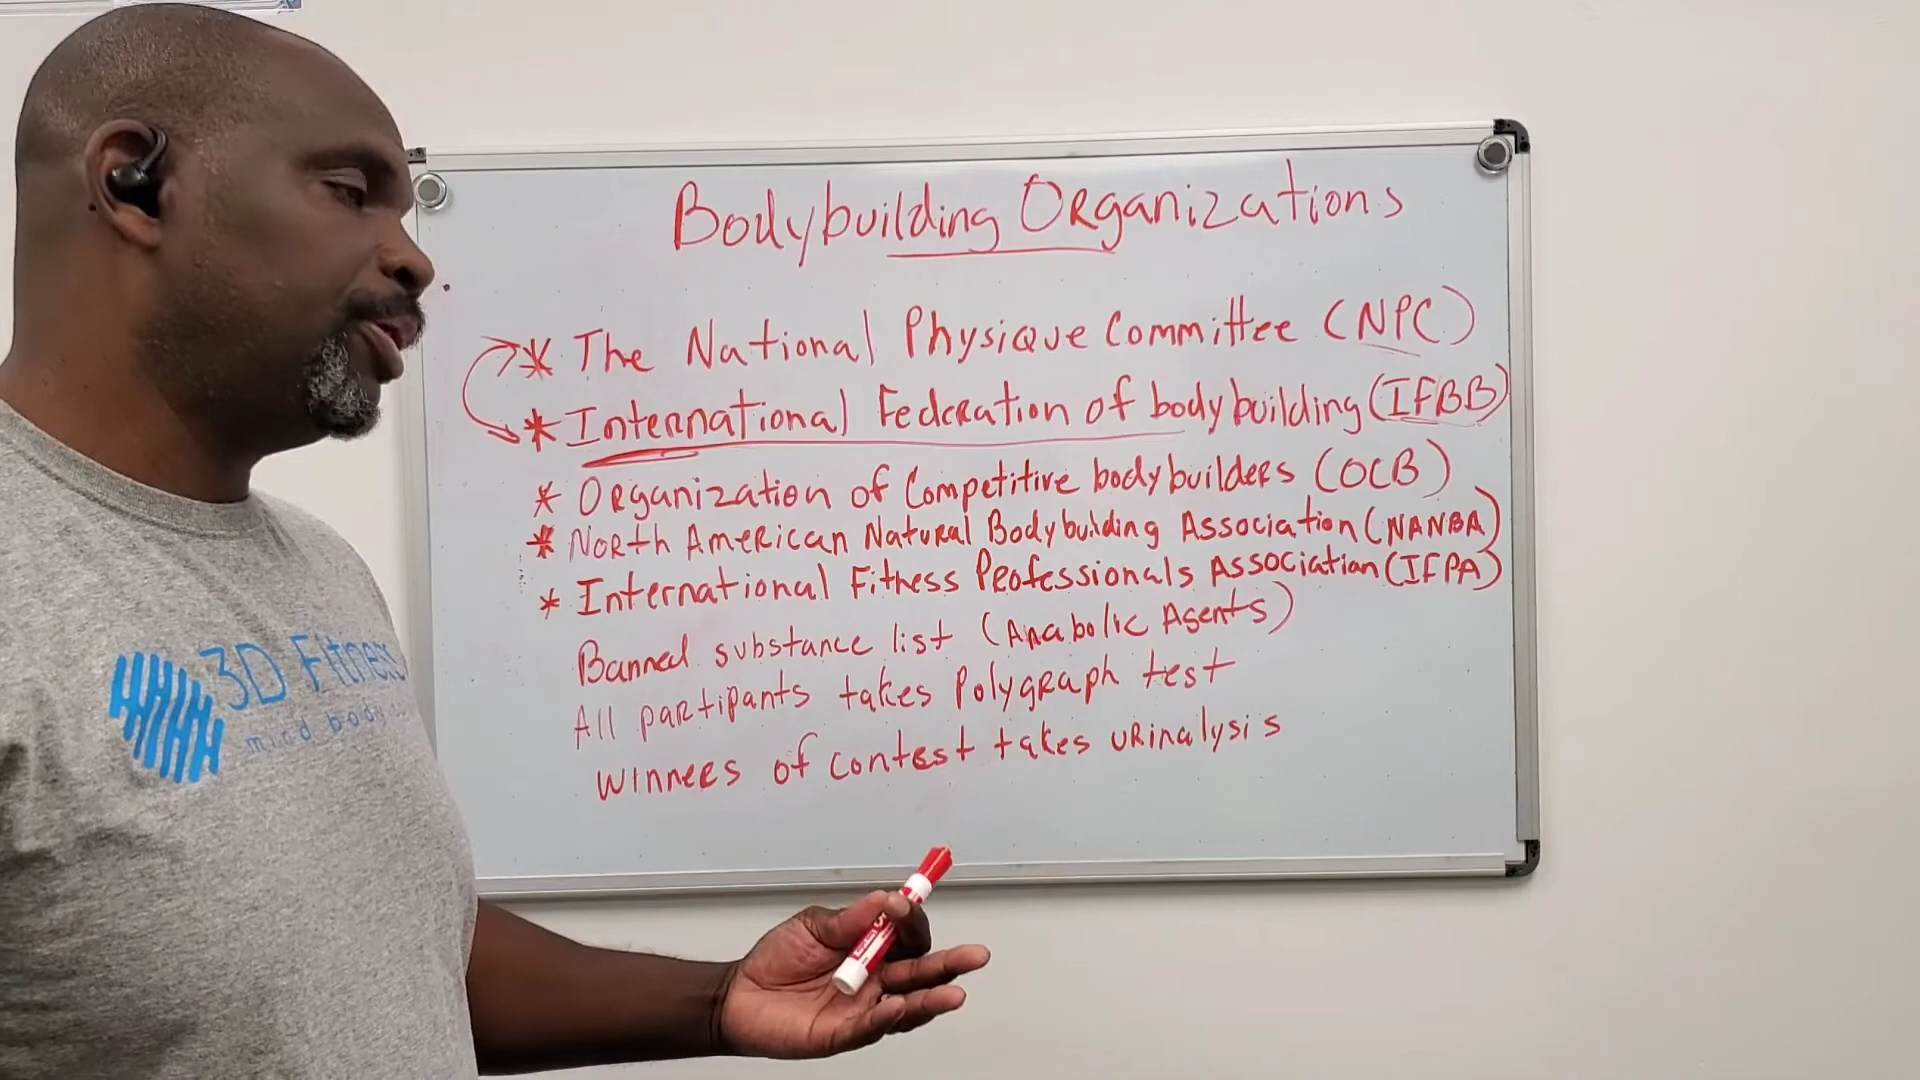 Bodybuilding Organizations
* The National Physique Committee (NPC)
* International Federation of bodybuilding (IFBB)
* Organization of Competitive bodybuilders (OCB)
* North American Natural Bodybuilding Association (NANBA)
* International Fitness Professionals Association (IFPA)
Banned substance list (Anabolic Agents)
All partipants takes Polygraph test
winners of contest takes urinalysis
3D Fitness
mind body